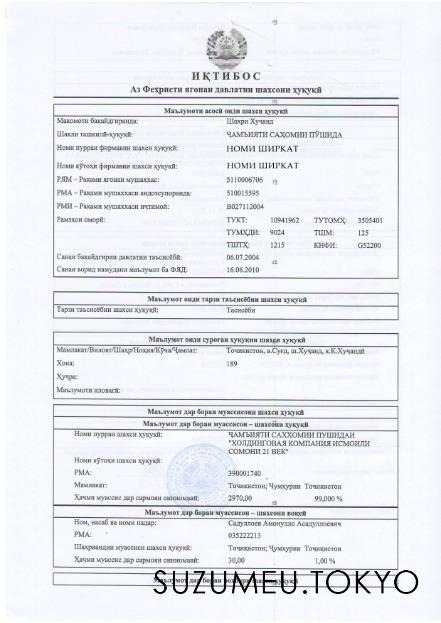 ИҚТИБОС
Аз Феҳристи ягонаи давлатии шахсони ҳуқуқӣ
Маълумоти асосӣ оиди шахси ҳуқуқӣ
Мақомоти бақайдгиранда: Шаҳри Хуҷанд
Шакли ташкилӣ-ҳуқуқӣ: ҶАМЪИЯТИ САҲОМИИ ПӮШИДА
Номи пурраи фирмавии шахси ҳуқуқӣ: НОМИ ШИРКАТ
Номи кӯтоҳи фирмавии шахси ҳуқуқӣ: НОМИ ШИРКАТ
РЯМ – Рақами ягонаи мушаххас: 5110006706
РМА – Рақами мушаххаси андозсупоранда: 510015595
РМИ – Рақами мушаххаси иҷтимоӣ: B027112004
Рамзҳои оморӣ: ТУКТ: 10941962 ТУТОМҲ: 3505401
ТУМҲДИ: 9024 ТШМ: 125
ТШТҲ: 1215 КНФИ: G52200
Санаи бақайдгирии давлатии таъсисёбӣ: 06.07.2004
Санаи ворид намудани маълумот ба ФЯД: 16.06.2010
Маълумот оиди тарзи таъсисёбии шахси ҳуқуқӣ
Тарзи таъсисёбии шахси ҳуқуқӣ: Таъсисёбӣ
Маълумот оиди суроғаи ҳуқуқии шахси ҳуқуқӣ
Мамлакат/Вилоят/Шаҳр/Ноҳия/Кӯча/Ҷамоат: Тоҷикистон, в.Суғд, ш.Хуҷанд, к.К.Хуҷандӣ
Хона: 189
Ҳуҷра:
Маълумоти иловагӣ:
Маълумот дар бораи муассисони шахси ҳуқуқӣ
Маълумот дар бораи муассисон – шахсони ҳуқуқӣ
Номи пурраи шахси ҳуқуқӣ: ҶАМЪИЯТИ САХХОМИИ ПУШИДАИ
"ХОЛДИНГОВАЯ КОМПАНИЯ ИСМОИЛИ
СОМОНИ 21 ВЕК"
Номи кӯтоҳи шахси ҳуқуқӣ:
РМА: 390001740
Мамлакат: Тоҷикистон; Ҷумҳурии Тоҷикистон
Ҳаҷми муассис дар сармояи оинномавӣ: 2970,00 99,000 %
Маълумот дар бораи муассисон – шахсони воқеӣ
Ном, насаб ва номи падар: Садуллоев Амонулло Асадуллоевич
РМА: 035222213
Шаҳрвандии муассиси шахси ҳуқуқӣ: Тоҷикистон; Ҷумҳурии Тоҷикистон
Ҳаҷми муассис дар сармояи оинномавӣ: 30,00 1,00 %
Маълумот дар бораи роҳбари шахси ҳуқуқӣ
SUZUMEU.TOKYO